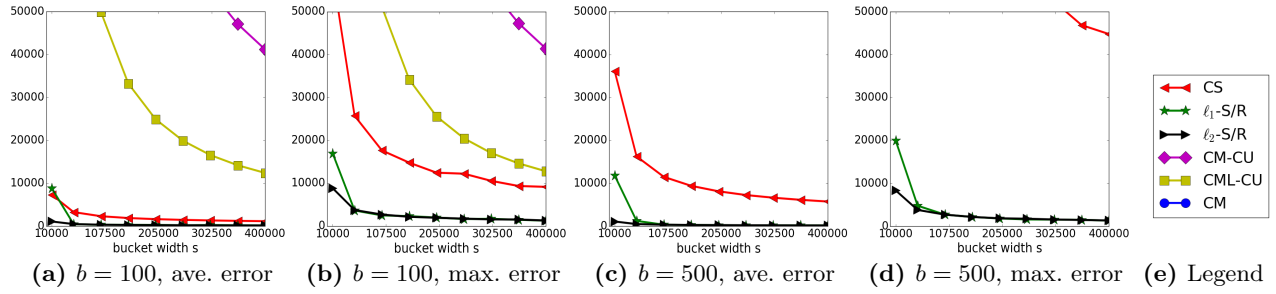 50000
40000
30000
20000
10000
0
10000 107500 205000 302500 400000
bucket width s
(a) b = 100, ave. error
50000
40000
30000
20000
10000
0
10000 107500 205000 302500 400000
bucket width s
(b) b = 100, max. error
50000
40000
30000
20000
10000
0
10000 107500 205000 302500 400000
bucket width s
(c) b = 500, ave. error
50000
40000
30000
20000
10000
0
10000 107500 205000 302500 400000
bucket width s
(d) b = 500, max. error
CS
ℓ₁-S/R
ℓ₂-S/R
CM-CU
CML-CU
CM
(e) Legend